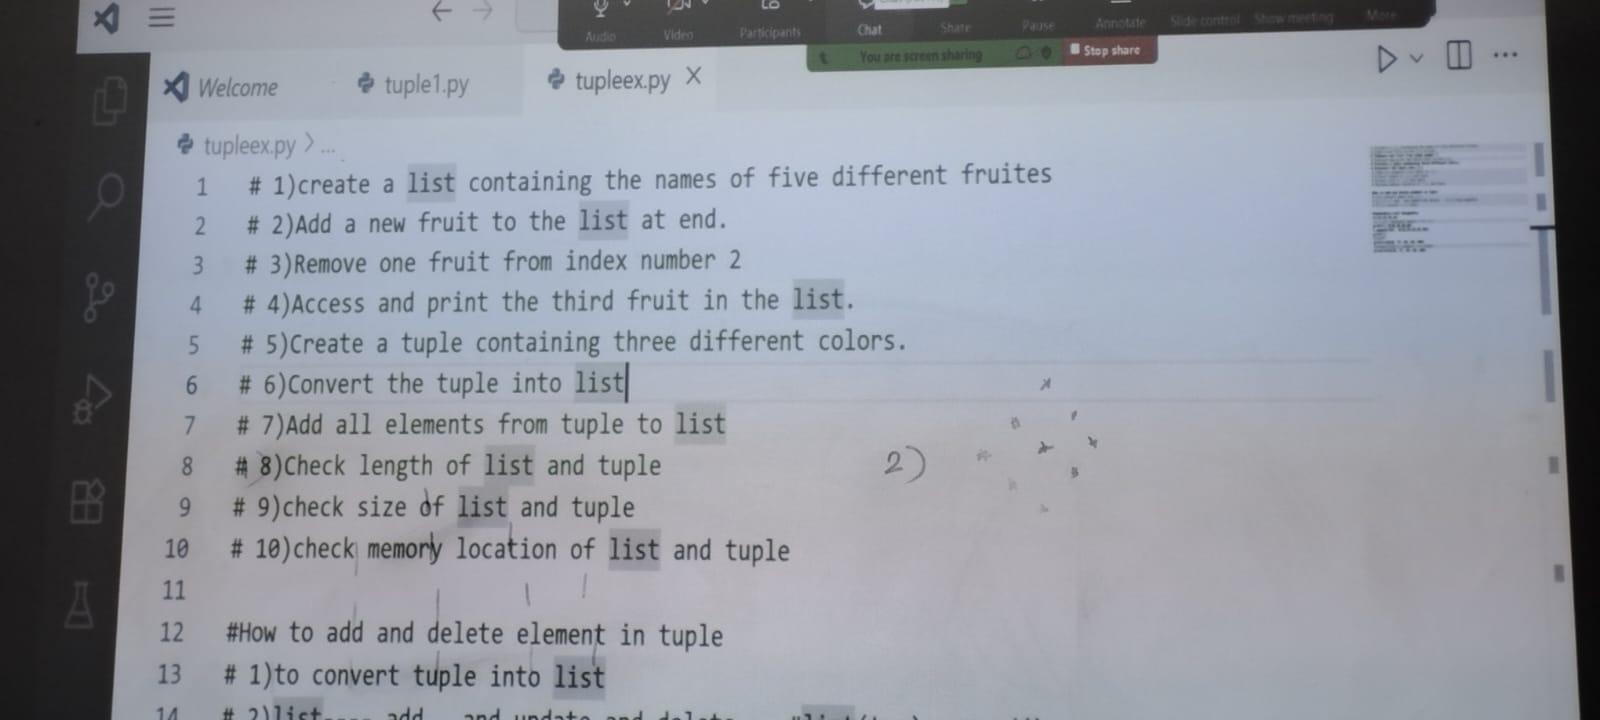 Audio Video Participants Chat Share Pause Annotate Slide control Show meeting More
You are screen sharing Stop share
Welcome tuple1.py tupleex.py X
tupleex.py > ...
1 # 1)create a list containing the names of five different fruites
2 # 2)Add a new fruit to the list at end.
3 # 3)Remove one fruit from index number 2
4 # 4)Access and print the third fruit in the list.
5 # 5)Create a tuple containing three different colors.
6 # 6)Convert the tuple into list
7 # 7)Add all elements from tuple to list
8 # 8)Check length of list and tuple
2)
9 # 9)check size of list and tuple
10 # 10)check memory location of list and tuple
11
12 #How to add and delete element in tuple
13 # 1)to convert tuple into list
14 # 2)list---- add and update and delete